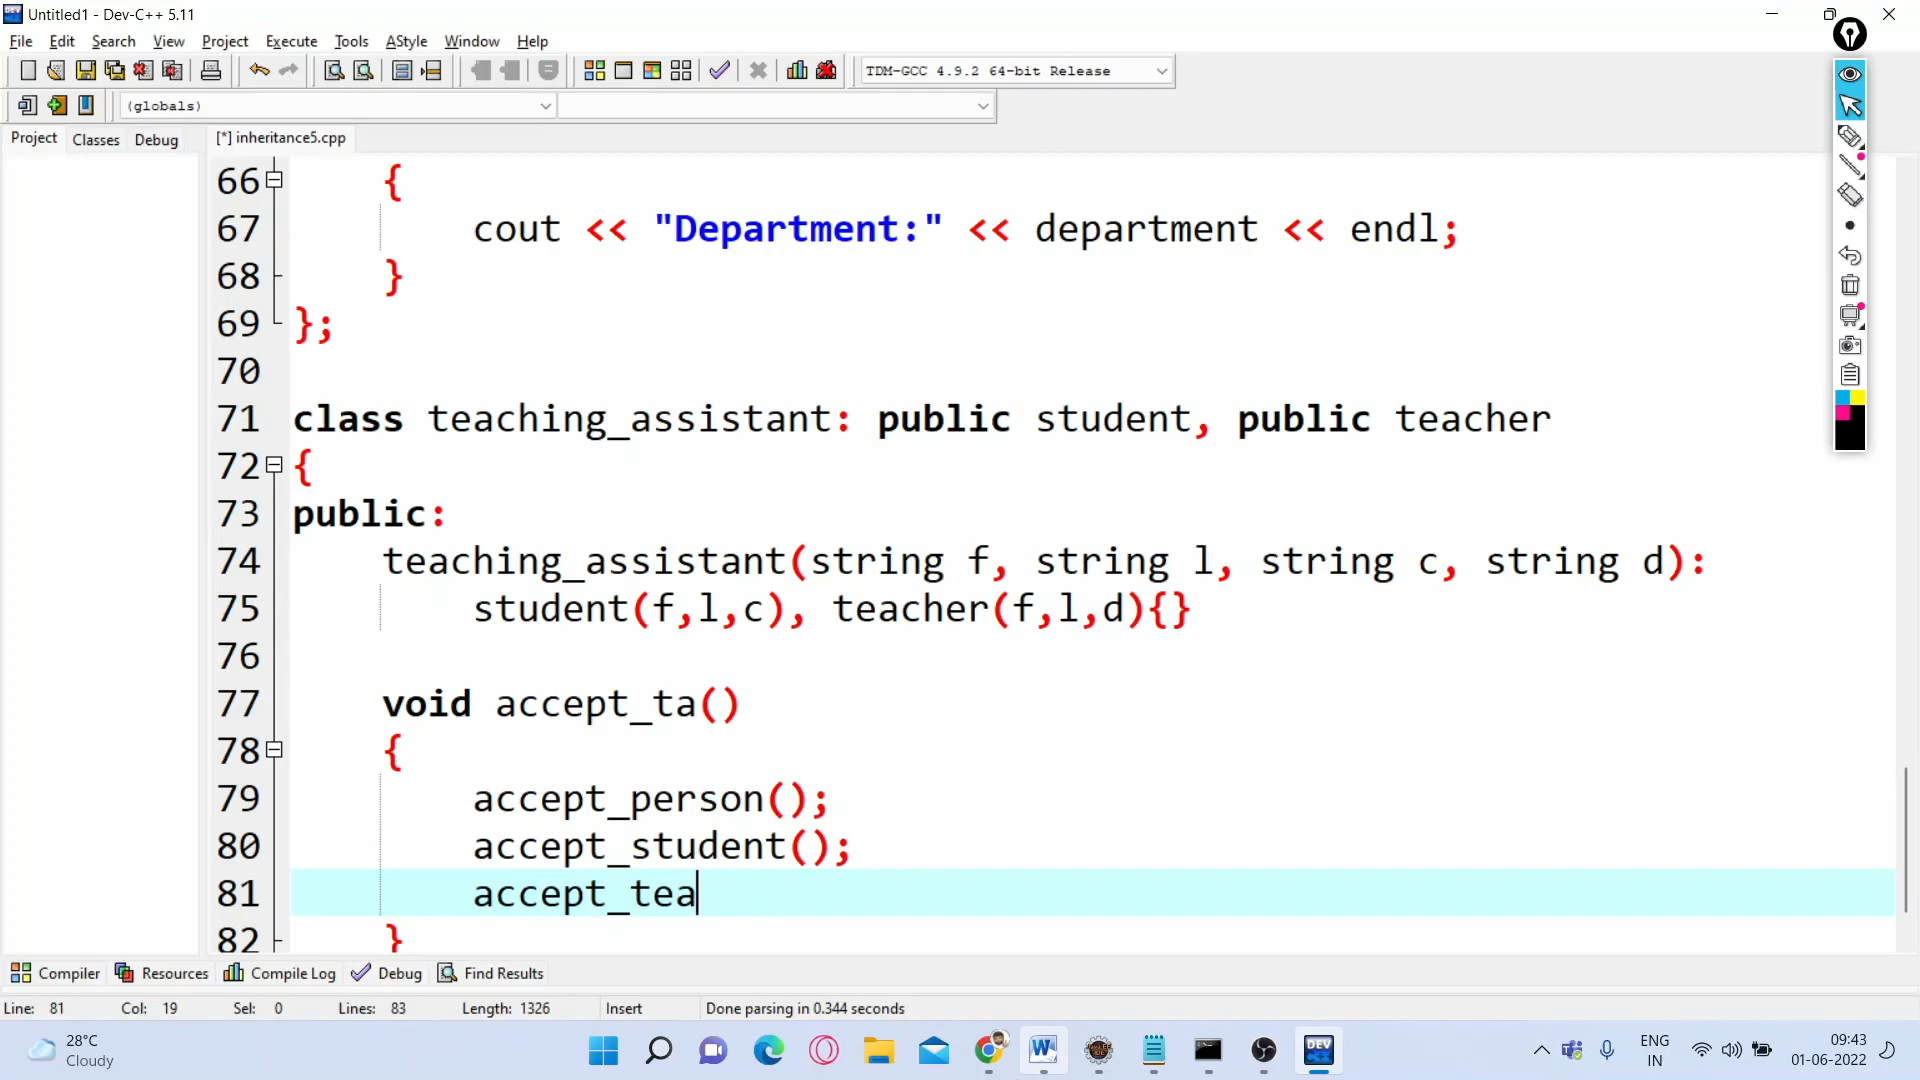 Untitled1 - Dev-C++ 5.11
File Edit Search View Project Execute Tools AStyle Window Help
TDM-GCC 4.9.2 64-bit Release
(globals)
Project Classes Debug [*] inheritance5.cpp
66 {
67 cout << "Department:" << department << endl;
68 }
69 };
70
71 class teaching_assistant: public student, public teacher
72 {
73 public:
74 teaching_assistant(string f, string l, string c, string d):
75 student(f,l,c), teacher(f,l,d){}
76
77 void accept_ta()
78 {
79 accept_person();
80 accept_student();
81 accept_tea
82 }
Compiler Resources Compile Log Debug Find Results
Line: 81 Col: 19 Sel: 0 Lines: 83 Length: 1326 Insert Done parsing in 0.344 seconds
28°C
Cloudy
ENG
IN
09:43
01-06-2022